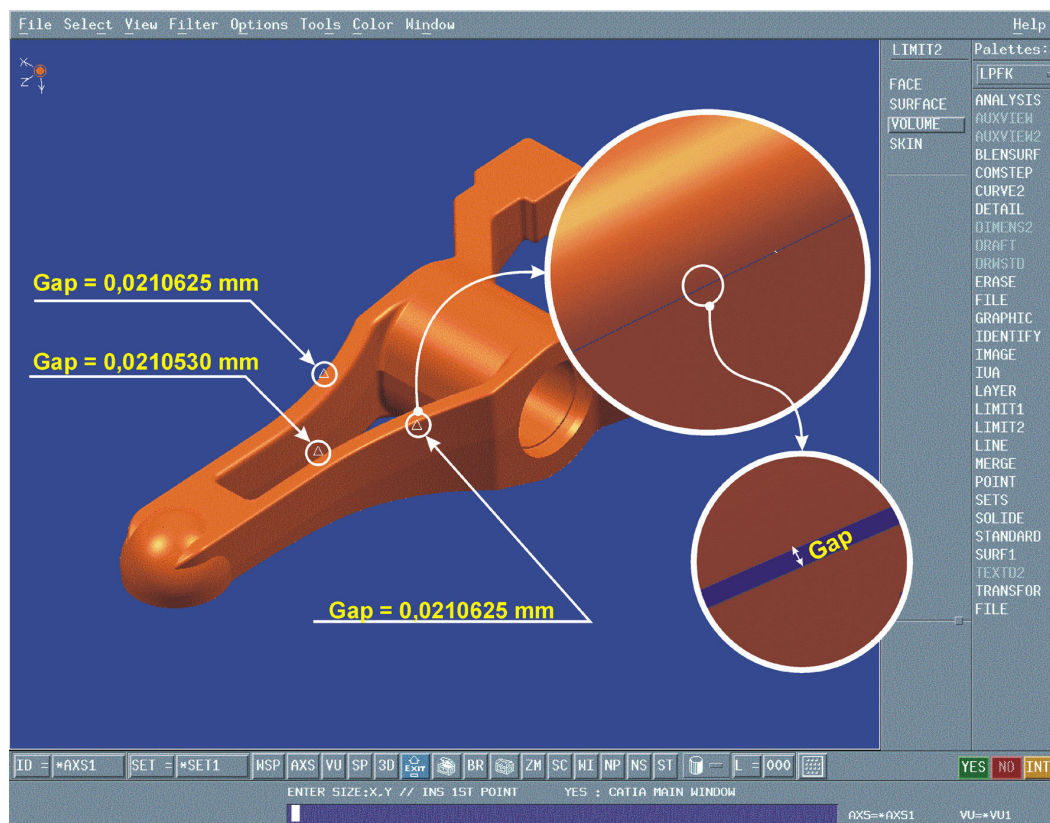 File Select View Filter Options Tools Color Window Help
X
Z
Y
Gap = 0,0210625 mm
Gap = 0,0210530 mm
Gap = 0,0210625 mm
Gap
LIMIT2
FACE
SURFACE
VOLUME
SKIN
Palettes:
LPFK
ANALYSIS
AUXVIEW
AUXVIEW2
BLENSURF
COMSTEP
CURVE2
DETAIL
DIMENS2
DRAFT
DRWSTD
ERASE
FILE
GRAPHIC
IDENTIFY
IMAGE
IUA
LAYER
LIMIT1
LIMIT2
LINE
MERGE
POINT
SETS
SOLIDE
STANDARD
SURF1
TEXTD2
TRANSFOR
FILE
ID = *AXS1 SET = *SET1 WSP AXS VU SP 3D EXIT BR ZM SC WI NP NS ST L = 000 YES NO INT
ENTER SIZE:X,Y // INS 1ST POINT YES : CATIA MAIN WINDOW
AXS=*AXS1 VU=*VU1